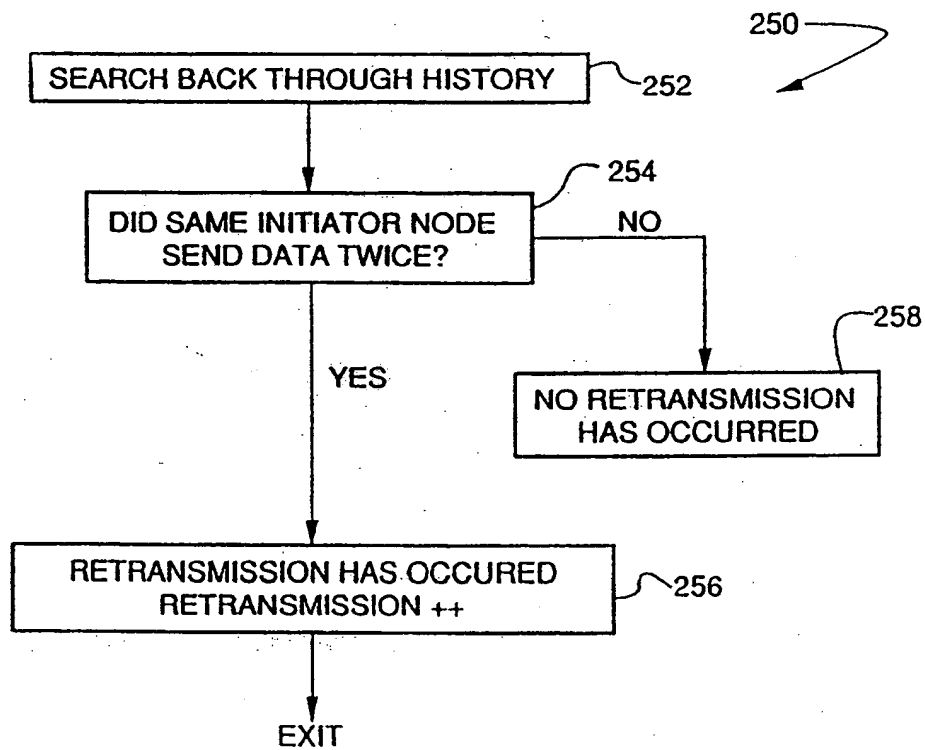 250
SEARCH BACK THROUGH HISTORY
252
254
DID SAME INITIATOR NODE
SEND DATA TWICE?
NO
258
YES
NO RETRANSMISSION
HAS OCCURRED
RETRANSMISSION HAS OCCURED
RETRANSMISSION ++
256
EXIT